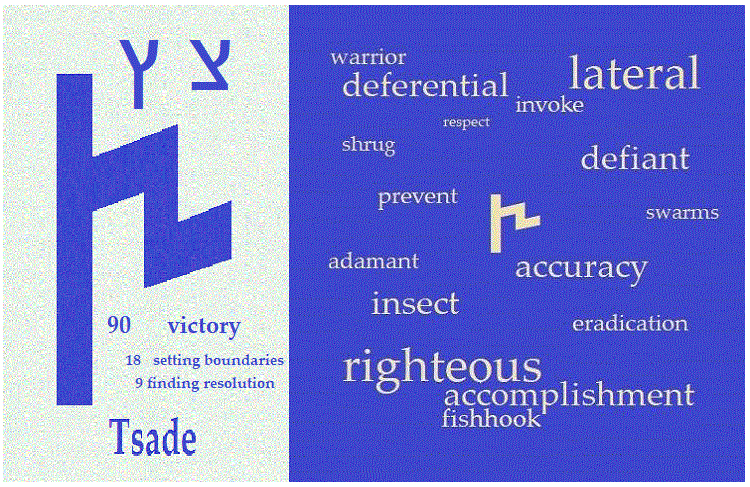 ץ צ
90 victory
18 setting boundaries
9 finding resolution
Tsade
warrior
lateral
deferential
invoke
respect
shrug
defiant
prevent
swarms
adamant
accuracy
insect
eradication
righteous
accomplishment
fishhook